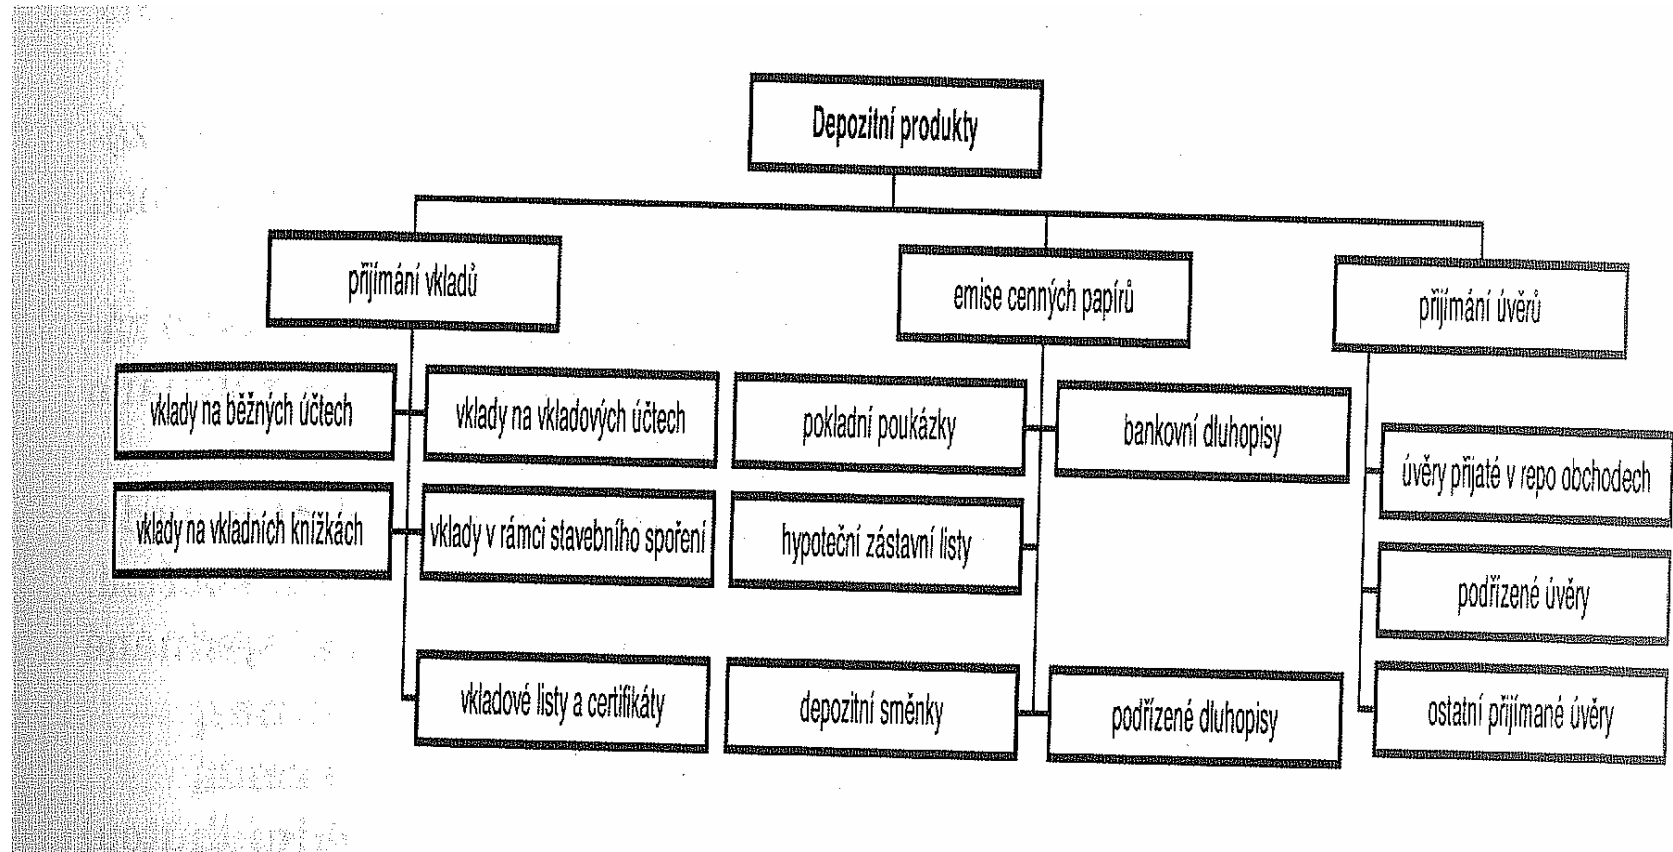 Depozitní produkty
přijímání vkladů
emise cenných papírů
přijímání úvěrů
vklady na běžných účtech
vklady na vkladových účtech
pokladní poukázky
bankovní dluhopisy
úvěry přijaté v repo obchodech
vklady na vkladních knížkách
vklady v rámci stavebního spoření
hypoteční zástavní listy
podřízené úvěry
vkladové listy a certifikáty
depozitní směnky
podřízené dluhopisy
ostatní přijímané úvěry